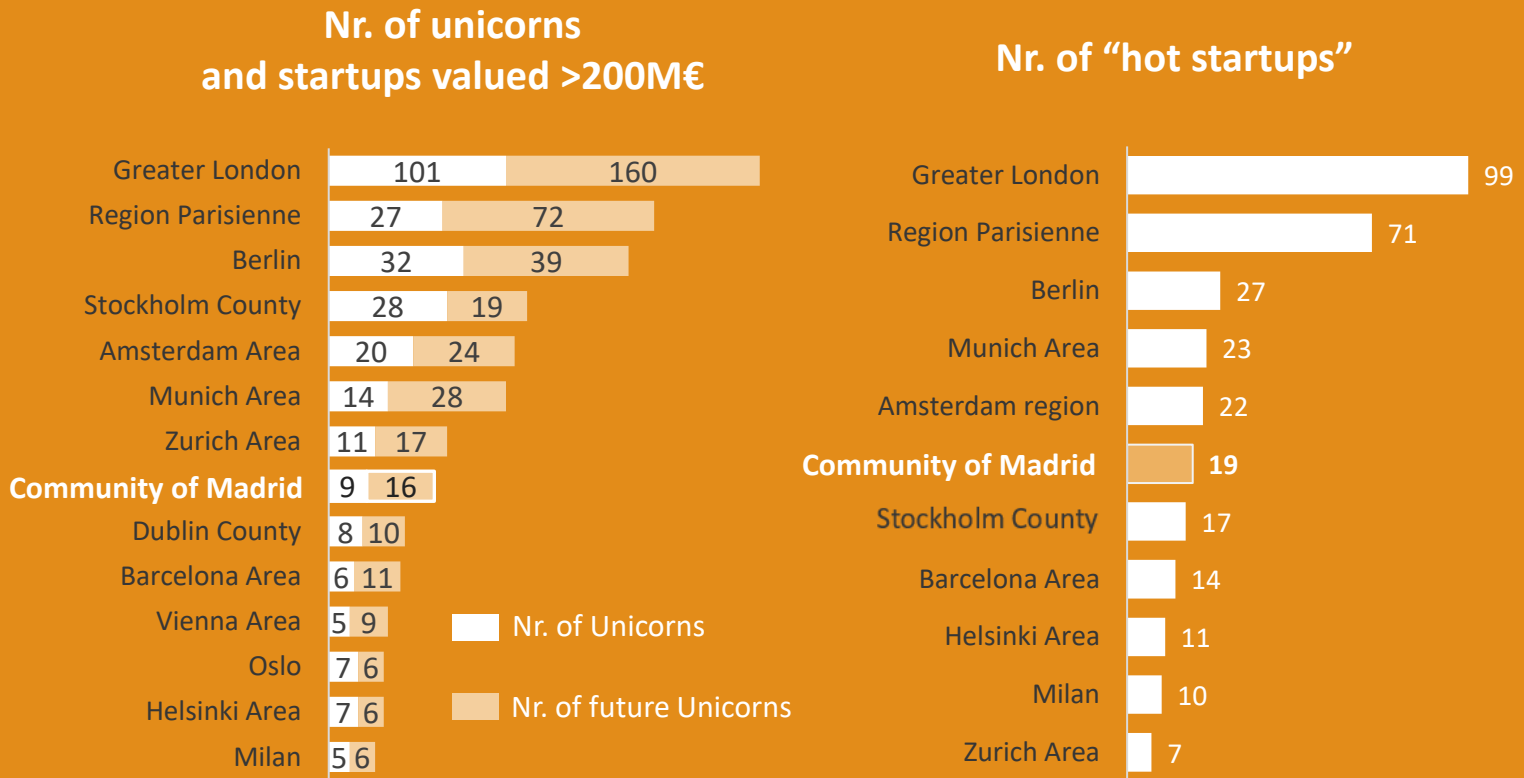 Nr. of unicorns
and startups valued >200M€
Greater London 101 160
Region Parisienne 27 72
Berlin 32 39
Stockholm County 28 19
Amsterdam Area 20 24
Munich Area 14 28
Zurich Area 11 17
Community of Madrid 9 16
Dublin County 8 10
Barcelona Area 6 11
Vienna Area 5 9
Oslo 7 6
Helsinki Area 7 6
Milan 5 6
Nr. of Unicorns
Nr. of future Unicorns
Nr. of “hot startups”
Greater London 99
Region Parisienne 71
Berlin 27
Munich Area 23
Amsterdam region 22
Community of Madrid 19
Stockholm County 17
Barcelona Area 14
Helsinki Area 11
Milan 10
Zurich Area 7